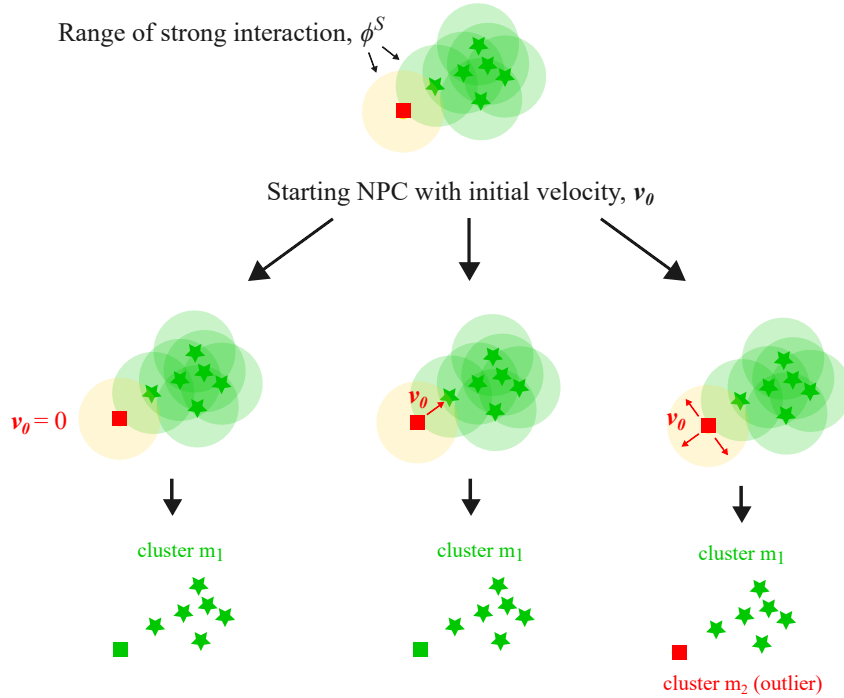 Range of strong interaction, ϕ^S
Starting NPC with initial velocity, v₀
v₀ = 0
v₀
v₀
cluster m₁
cluster m₁
cluster m₁
cluster m₂ (outlier)